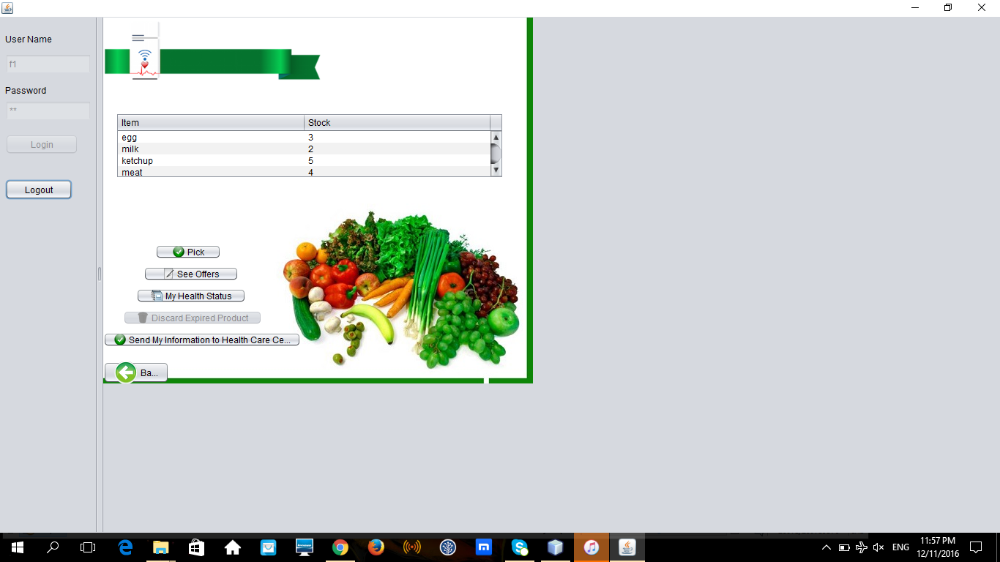 User Name
f1
Password
**
Login
Logout
Item Stock
egg 3
milk 2
ketchup 5
meat 4
Pick
See Offers
My Health Status
Discard Expired Product
Send My Information to Health Care Ce...
Ba...
ENG
11:57 PM
12/11/2016